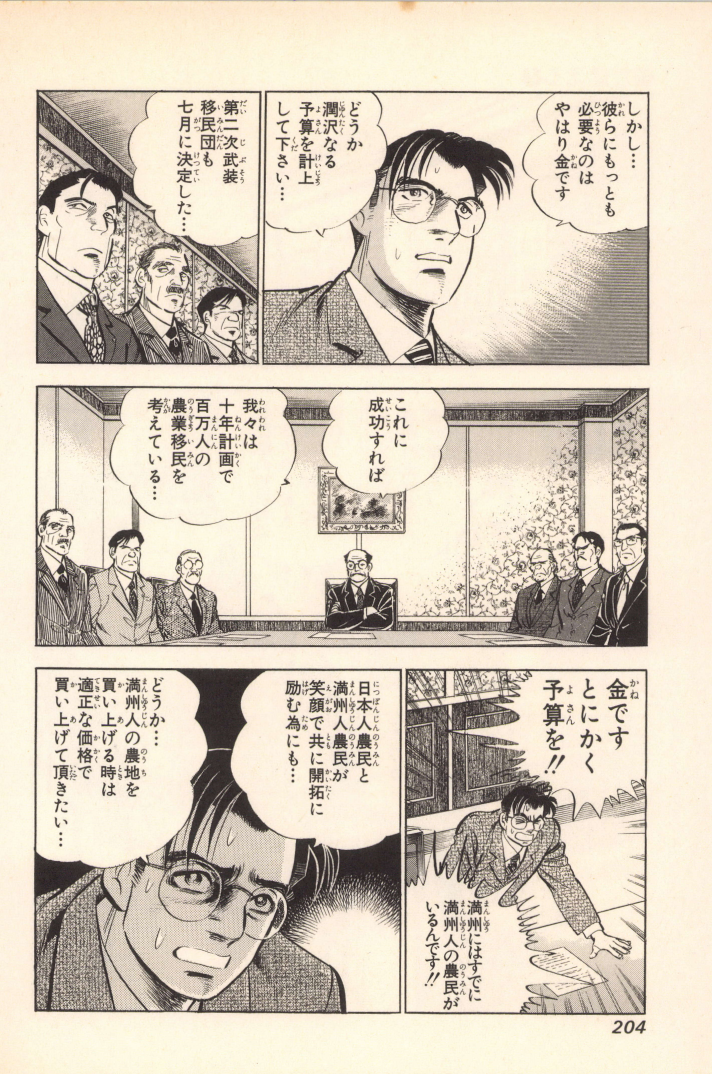 しかし…
彼らにもっとも
必要なのは
やはり金です
どうか
潤沢なる
予算を計上
して下さい…
第二次武装
移民団も
七月に決定した…
これに
成功すれば
我々は
十年計画で
百万人の
農業移民を
考えている…
金です
とにかく
予算を!!
満州にはすでに
満州人の農民が
いるんです!!
日本人農民と
満州人農民が
笑顔で共に開拓に
励む為にも…
どうか…
満州人の農地を
買い上げる時は
適正な価格で
買い上げて頂きたい…
204